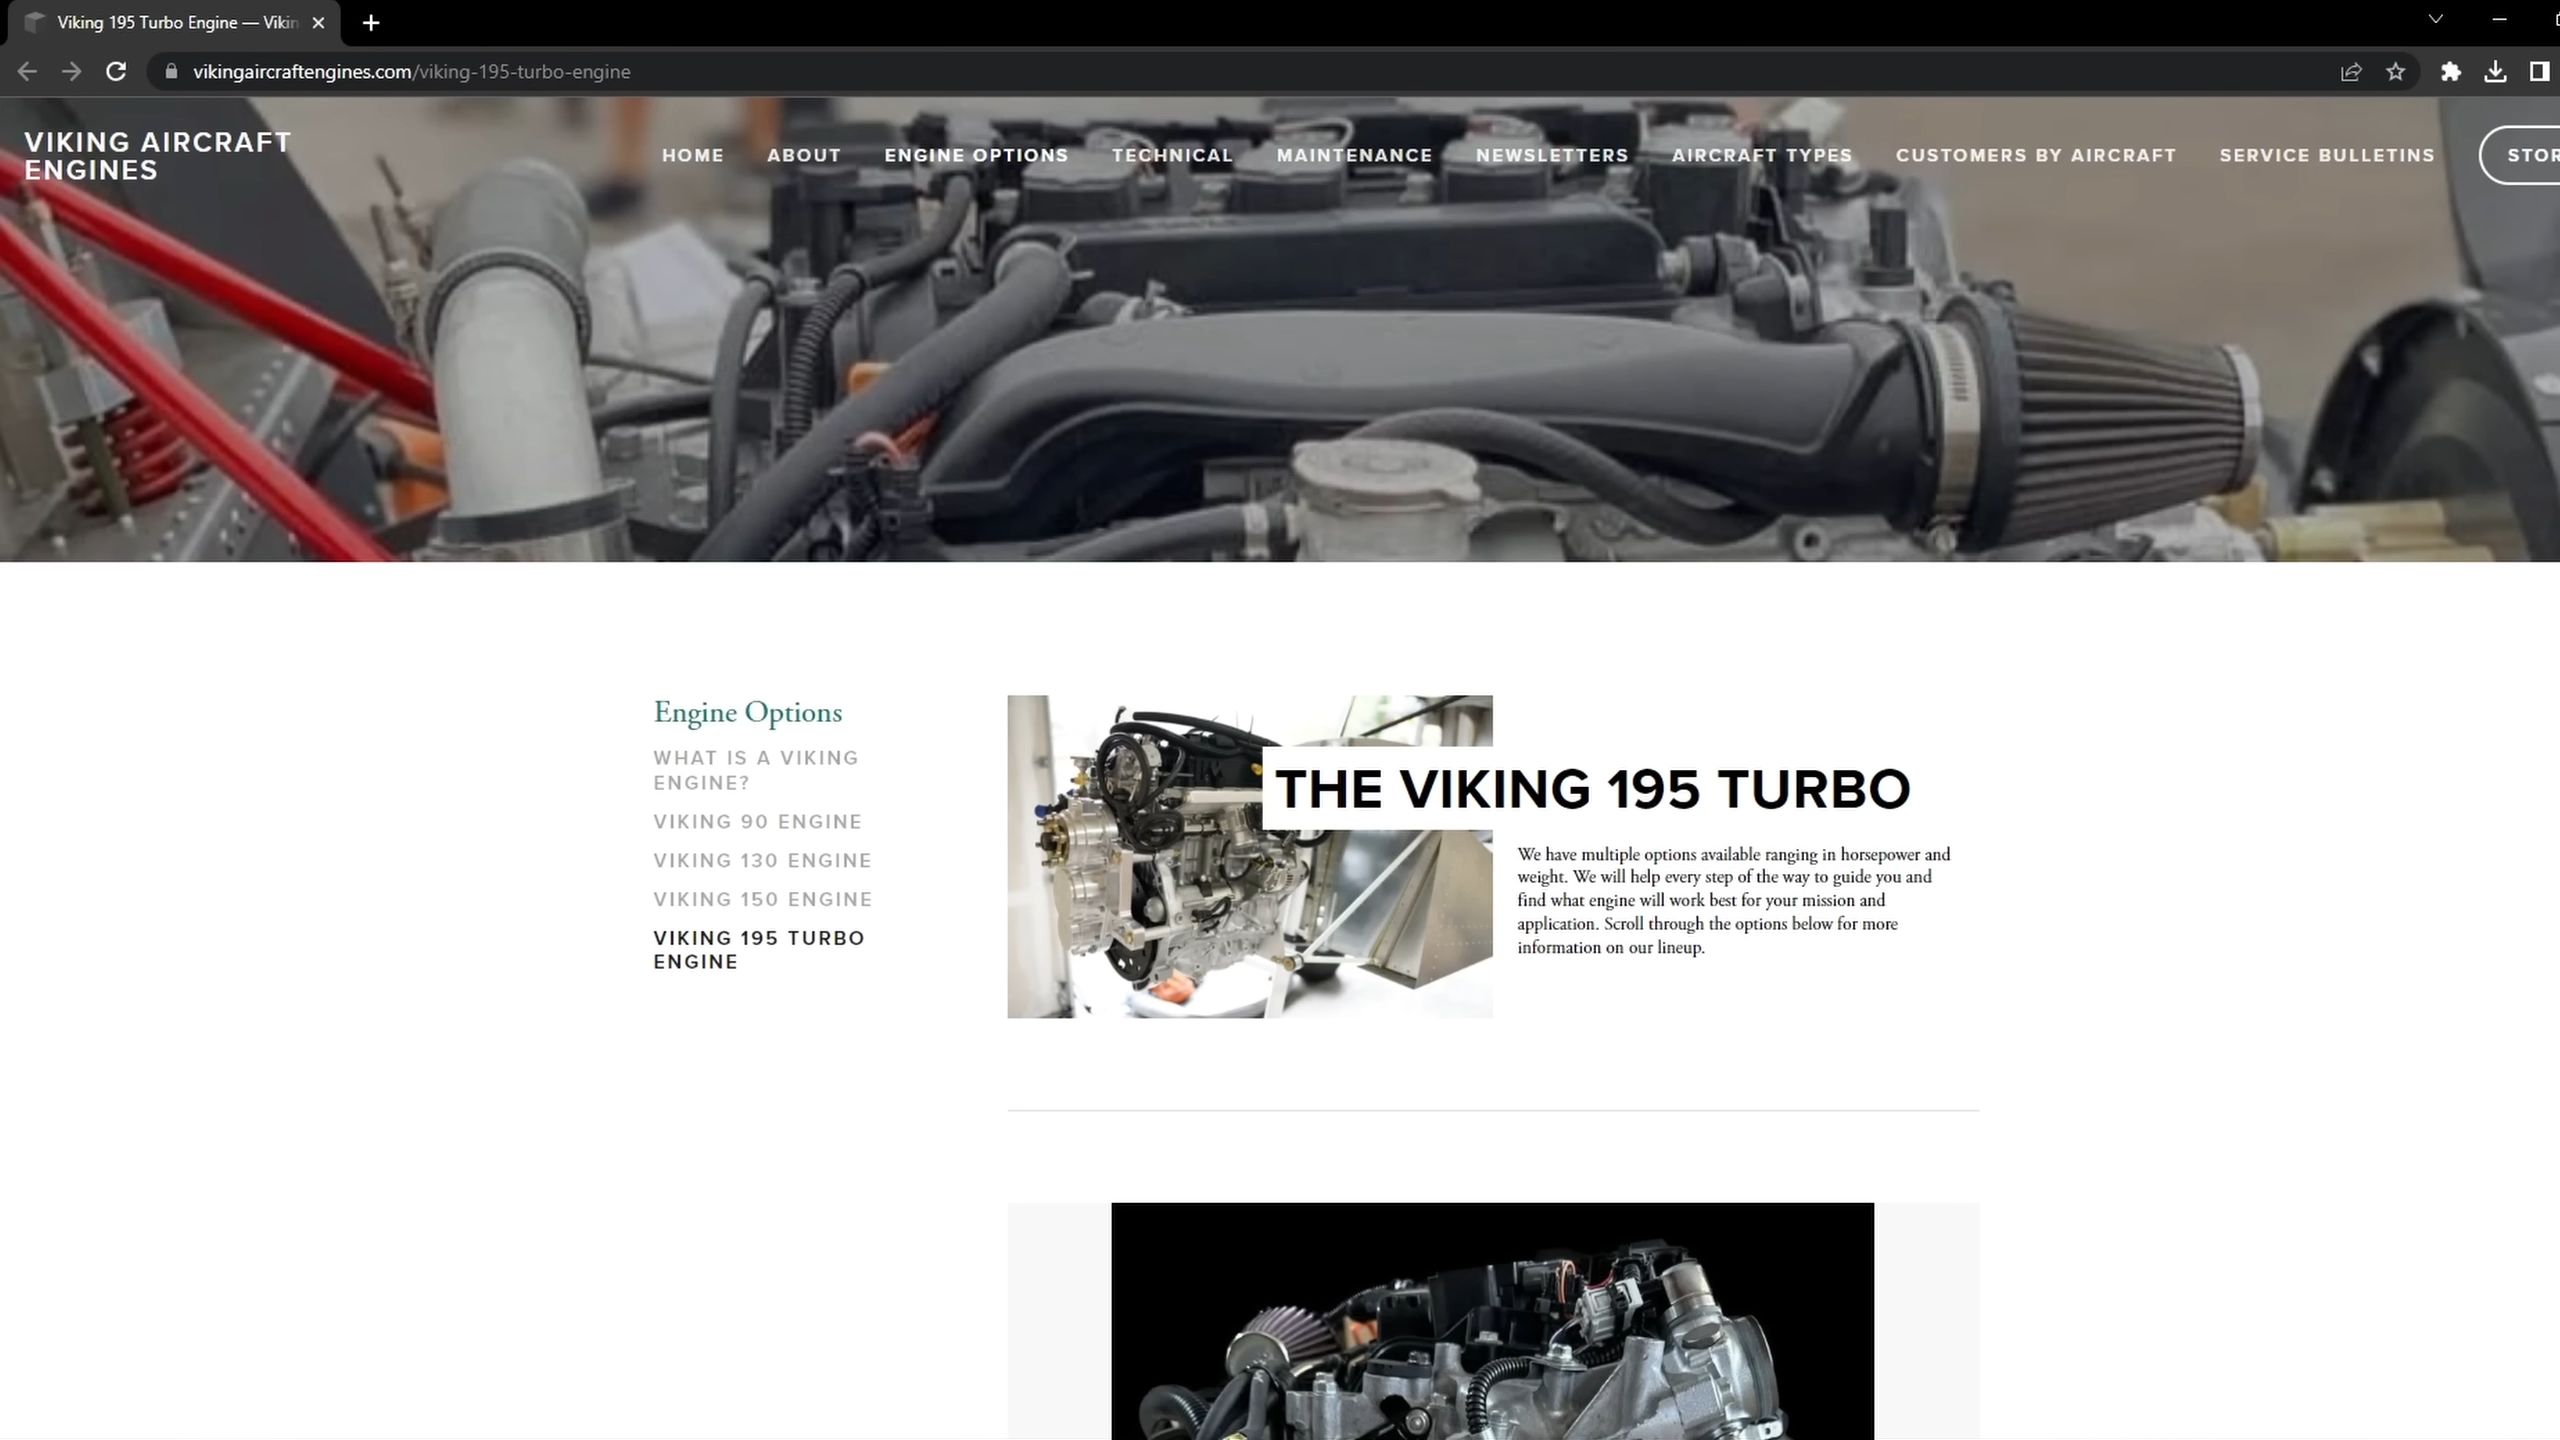 Viking 195 Turbo Engine — Vikin
vikingaircraftengines.com/viking-195-turbo-engine
VIKING AIRCRAFT
ENGINES
HOME ABOUT ENGINE OPTIONS TECHNICAL MAINTENANCE NEWSLETTERS AIRCRAFT TYPES CUSTOMERS BY AIRCRAFT SERVICE BULLETINS STOR
Engine Options
WHAT IS A VIKING
ENGINE?
VIKING 90 ENGINE
VIKING 130 ENGINE
VIKING 150 ENGINE
VIKING 195 TURBO
ENGINE
THE VIKING 195 TURBO
We have multiple options available ranging in horsepower and
weight. We will help every step of the way to guide you and
find what engine will work best for your mission and
application. Scroll through the options below for more
information on our lineup.